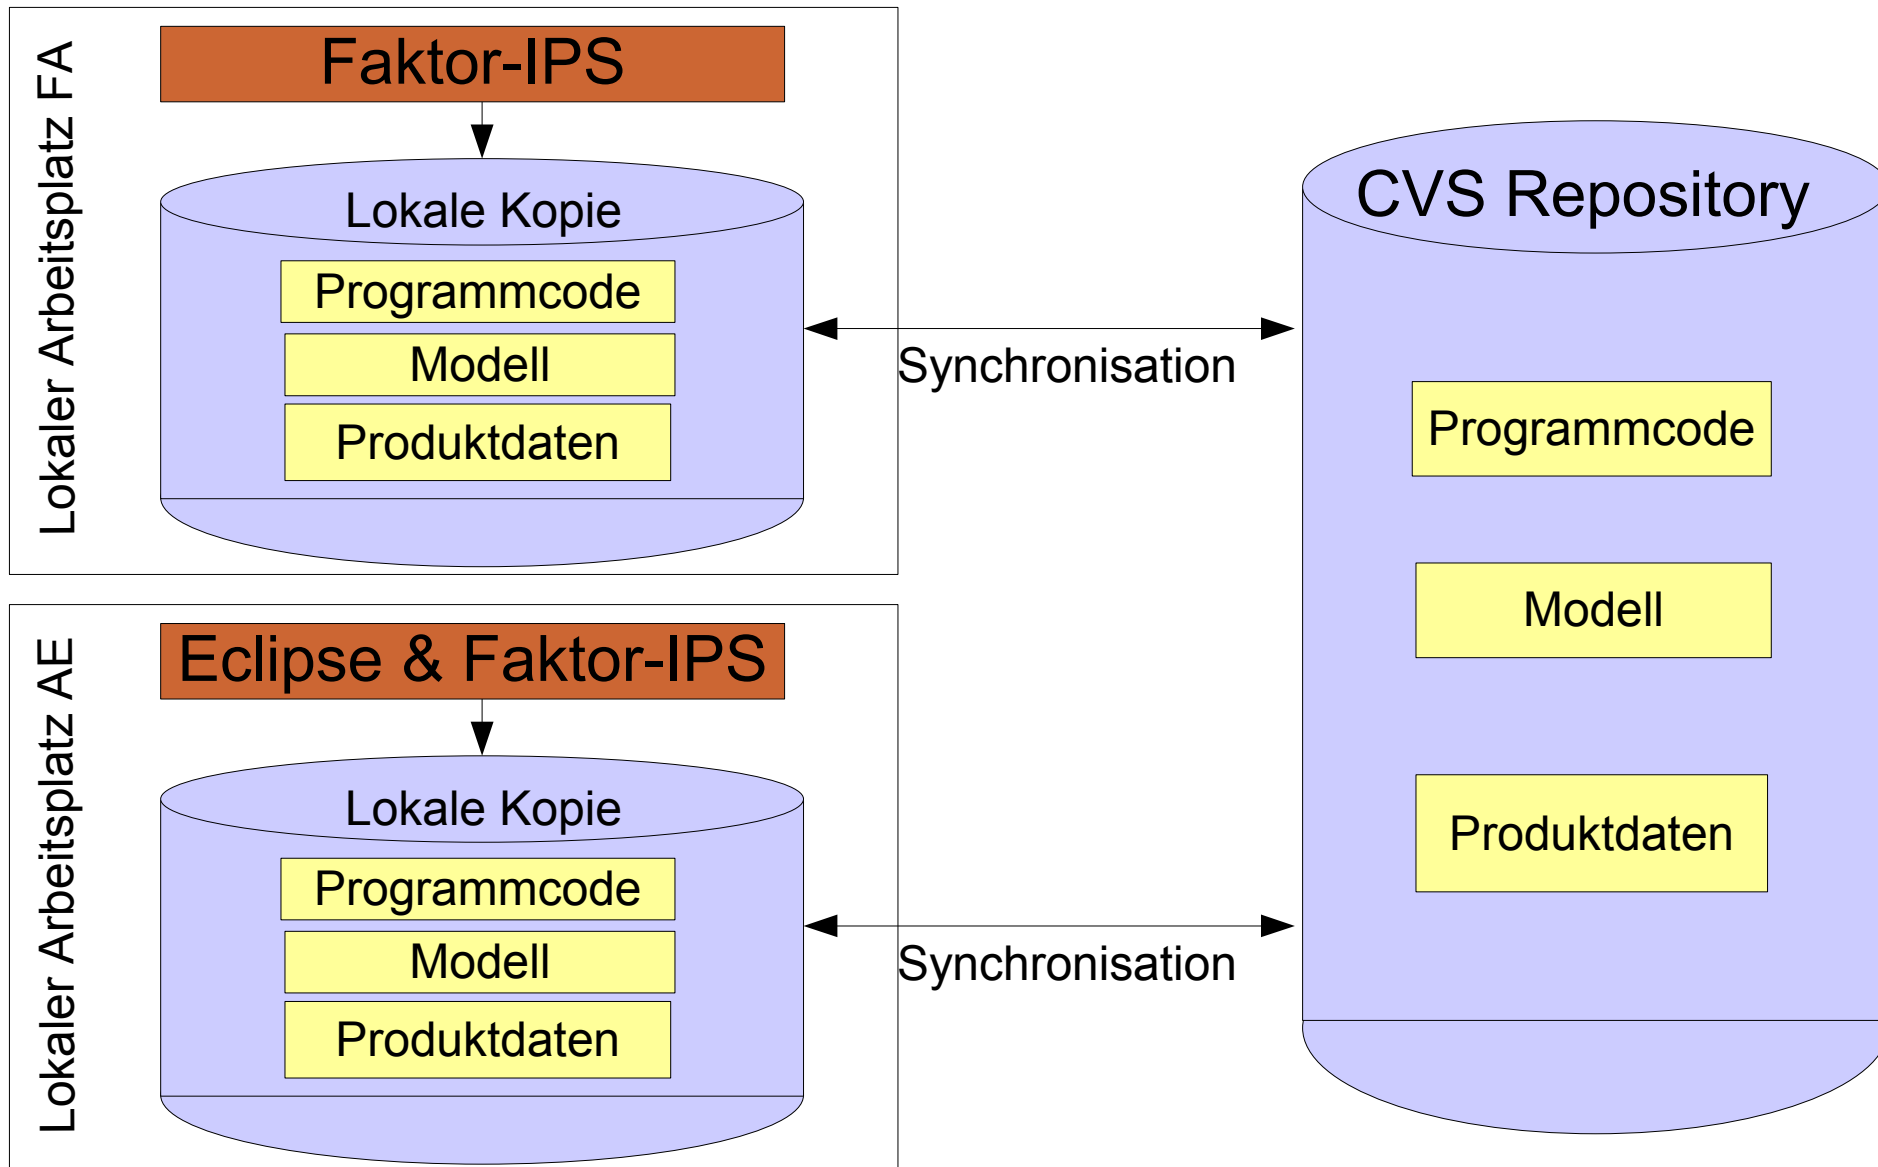 Lokaler Arbeitsplatz FA
Faktor-IPS
Lokale Kopie
Programmcode
Modell
Produktdaten
Synchronisation
Lokaler Arbeitsplatz AE
Eclipse & Faktor-IPS
Lokale Kopie
Programmcode
Modell
Produktdaten
Synchronisation
CVS Repository
Programmcode
Modell
Produktdaten